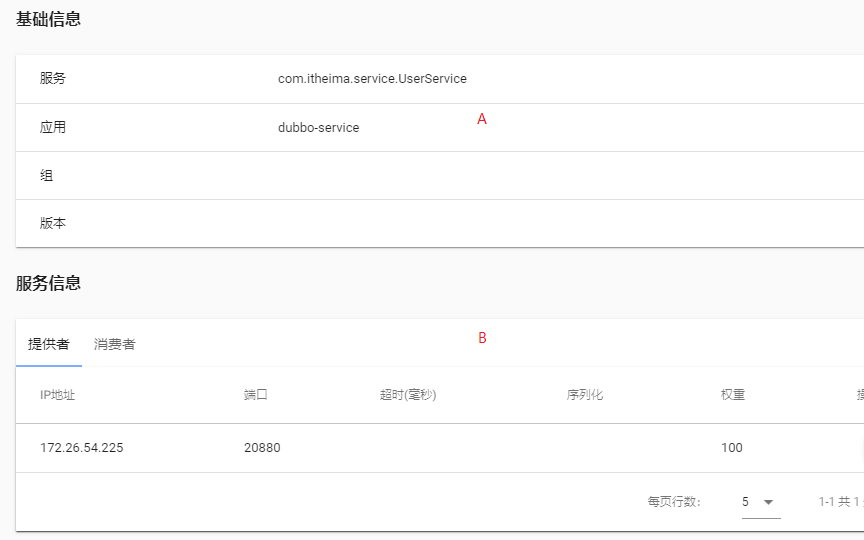 基础信息
服务 com.itheima.service.UserService
应用 dubbo-service A
组
版本
服务信息
提供者 消费者 B
IP地址 端口 超时(毫秒) 序列化 权重
172.26.54.225 20880 100
每页行数: 5 1-1 共 1